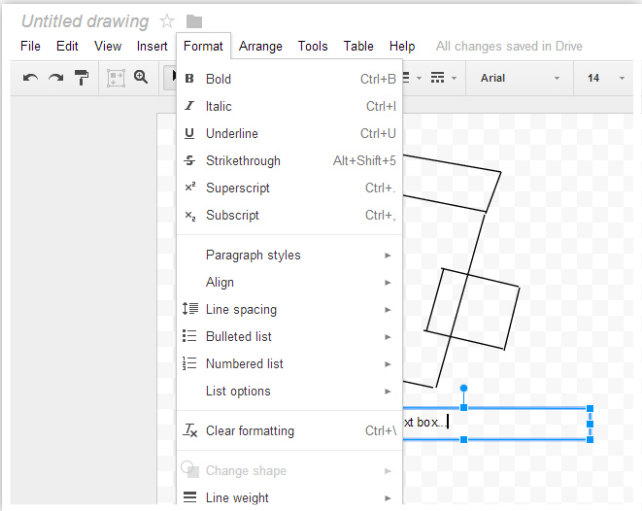 Untitled drawing
File Edit View Insert Format Arrange Tools Table Help All changes saved in Drive
Arial 14
B Bold Ctrl+B
I Italic Ctrl+I
U Underline Ctrl+U
S Strikethrough Alt+Shift+5
x² Superscript Ctrl+.
x₂ Subscript Ctrl+,
Paragraph styles
Align
Line spacing
Bulleted list
Numbered list
List options
Clear formatting Ctrl+\
Change shape
Line weight
xt box...